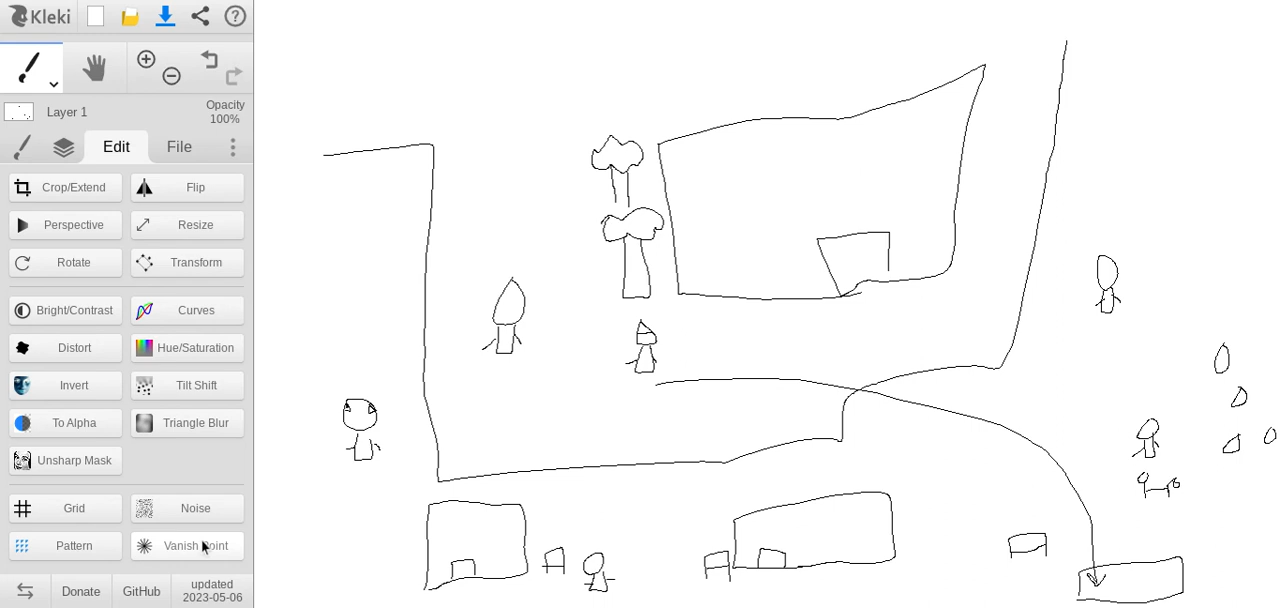 Kleki
Layer 1
Opacity
100%
Edit
File
Crop/Extend
Flip
Perspective
Resize
Rotate
Transform
Bright/Contrast
Curves
Distort
Hue/Saturation
Invert
Tilt Shift
To Alpha
Triangle Blur
Unsharp Mask
Grid
Noise
Pattern
Vanish Point
Donate
GitHub
updated
2023-05-06